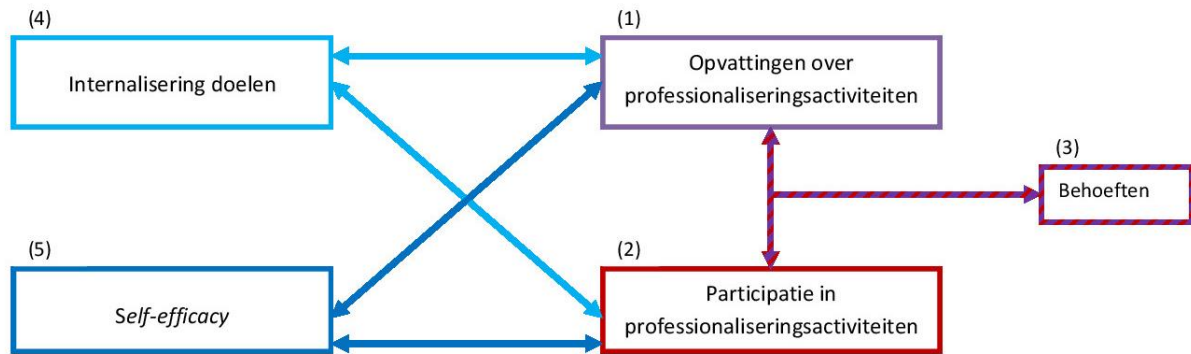 (4)
Internalisering doelen
(1)
Opvattingen over
professionaliseringsactiviteiten
(3)
Behoeften
(5)
Self-efficacy
(2)
Participatie in
professionaliseringsactiviteiten